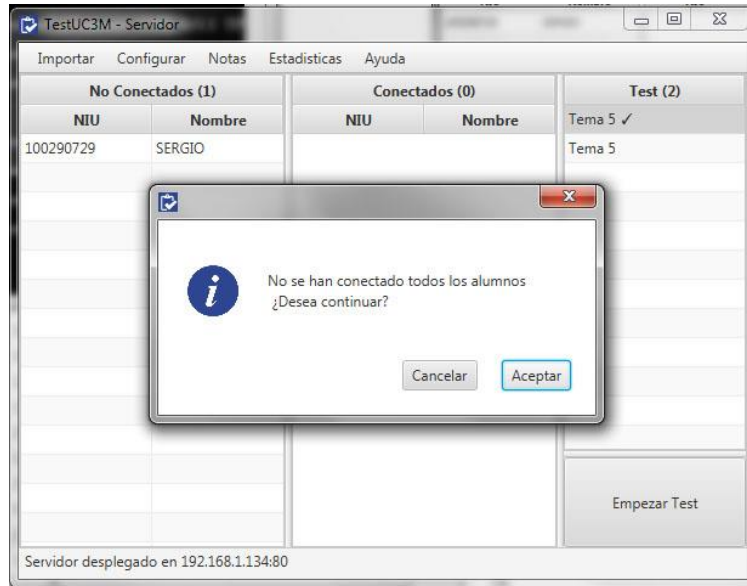 TestUC3M - Servidor
Importar Configurar Notas Estadisticas Ayuda
No Conectados (1) Conectados (0) Test (2)
NIU Nombre NIU Nombre Tema 5 ✓
100290729 SERGIO Tema 5
No se han conectado todos los alumnos
¿Desea continuar?
Cancelar Aceptar
Empezar Test
Servidor desplegado en 192.168.1.134:80